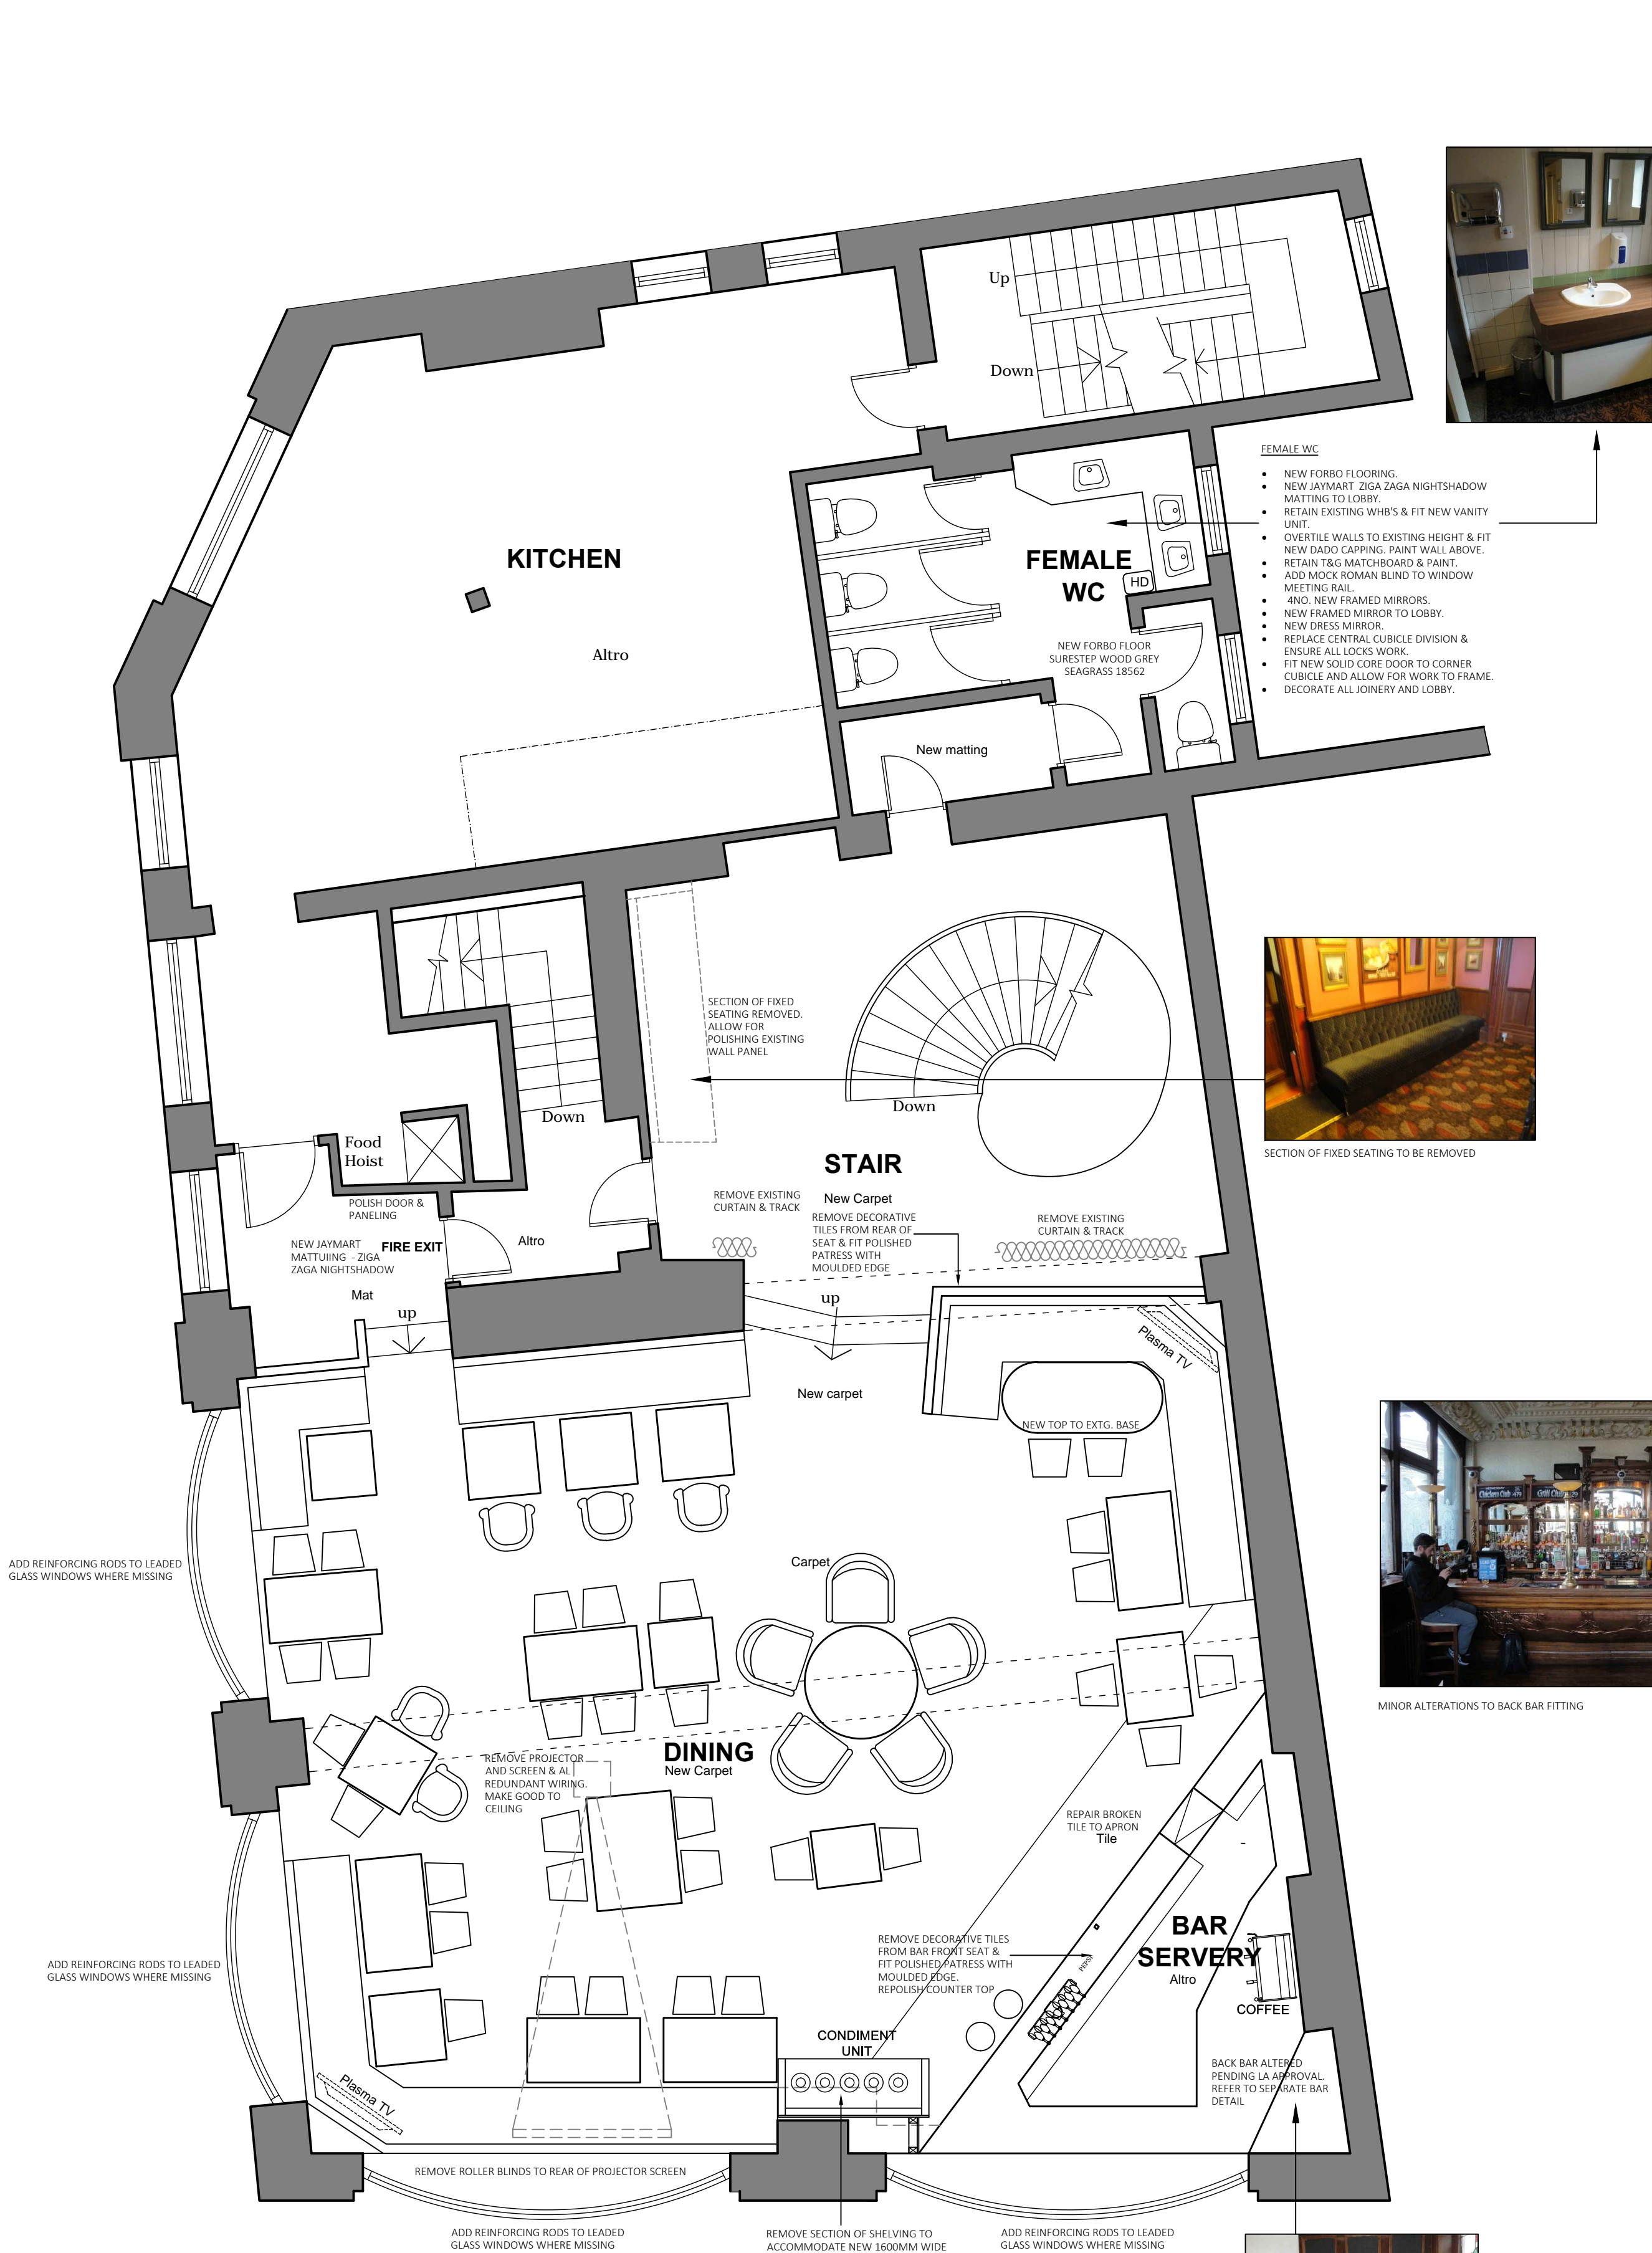 Up
Down
FEMALE WC
• NEW FORBO FLOORING.
• NEW JAYMART ZIGA ZAGA NIGHTSHADOW
MATTING TO LOBBY.
• RETAIN EXISTING WHB'S & FIT NEW VANITY
UNIT.
• OVERTILE WALLS TO EXISTING HEIGHT & FIT
NEW DADO CAPPING. PAINT WALL ABOVE.
• RETAIN T&G MATCHBOARD & PAINT.
• ADD MOCK ROMAN BLIND TO WINDOW
MEETING RAIL.
• 4NO. NEW FRAMED MIRRORS.
• NEW FRAMED MIRROR TO LOBBY.
• NEW DRESS MIRROR.
• REPLACE CENTRAL CUBICLE DIVISION &
ENSURE ALL LOCKS WORK.
• FIT NEW SOLID CORE DOOR TO CORNER
CUBICLE AND ALLOW FOR WORK TO FRAME.
• DECORATE ALL JOINERY AND LOBBY.
KITCHEN
Altro
FEMALE
WC
HD
NEW FORBO FLOOR
SURESTEP WOOD GREY
SEAGRASS 18562
New matting
SECTION OF FIXED
SEATING REMOVED.
ALLOW FOR
POLISHING EXISTING
WALL PANEL
Down
Down
Food
Hoist
SECTION OF FIXED SEATING TO BE REMOVED
STAIR
New Carpet
POLISH DOOR &
PANELING
REMOVE EXISTING
CURTAIN & TRACK
REMOVE DECORATIVE
TILES FROM REAR OF
SEAT & FIT POLISHED
PATRESS WITH
MOULDED EDGE
REMOVE EXISTING
CURTAIN & TRACK
NEW JAYMART
MATTUIING - ZIGA
ZAGA NIGHTSHADOW
FIRE EXIT
Altro
Mat
up
up
Plasma TV
New carpet
NEW TOP TO EXTG. BASE
Chicken Club
Grill Club
ADD REINFORCING RODS TO LEADED
GLASS WINDOWS WHERE MISSING
Carpet
MINOR ALTERATIONS TO BACK BAR FITTING
DINING
New Carpet
REMOVE PROJECTOR
AND SCREEN & AL
REDUNDANT WIRING.
MAKE GOOD TO
CEILING
REPAIR BROKEN
TILE TO APRON
Tile
BAR
SERVERY
Altro
COFFEE
REMOVE DECORATIVE TILES
FROM BAR FRONT SEAT &
FIT POLISHED PATRESS WITH
MOULDED EDGE.
REPOLISH COUNTER TOP
PEPSI
ADD REINFORCING RODS TO LEADED
GLASS WINDOWS WHERE MISSING
CONDIMENT
UNIT
BACK BAR ALTERED
PENDING LA APPROVAL.
REFER TO SEPARATE BAR
DETAIL
Plasma TV
REMOVE ROLLER BLINDS TO REAR OF PROJECTOR SCREEN
ADD REINFORCING RODS TO LEADED
GLASS WINDOWS WHERE MISSING
REMOVE SECTION OF SHELVING TO
ACCOMMODATE NEW 1600MM WIDE
ADD REINFORCING RODS TO LEADED
GLASS WINDOWS WHERE MISSING